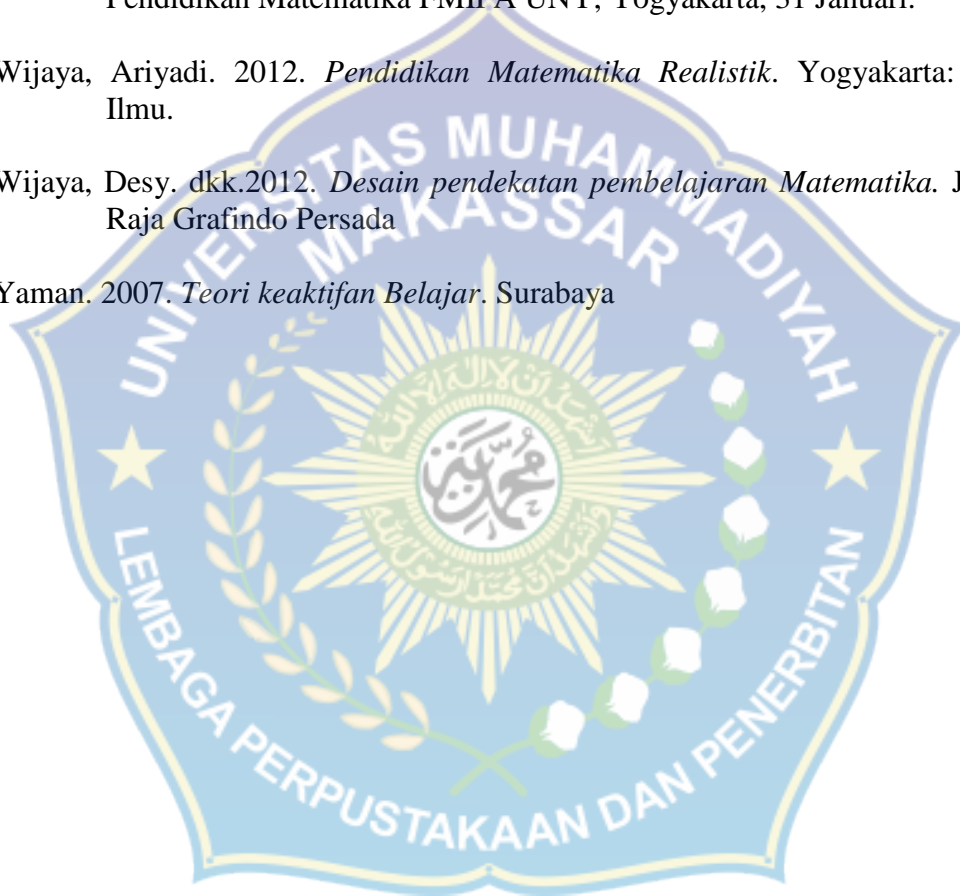 Pendidikan Matematika FMIPA UNY, Yogyakarta, 31 Januari.
Wijaya, Ariyadi. 2012. Pendidikan Matematika Realistik. Yogyakarta:
Ilmu.
Wijaya, Desy. dkk.2012. Desain pendekatan pembelajaran Matematika.
Raja Grafindo Persada
Yaman. 2007. Teori keaktifan Belajar. Surabaya
UNIVERSITAS MUHAMMADIYAH
MAKASSAR
محمدية
LEMBAGA PERPUSTAKAAN DAN PENERBITAN